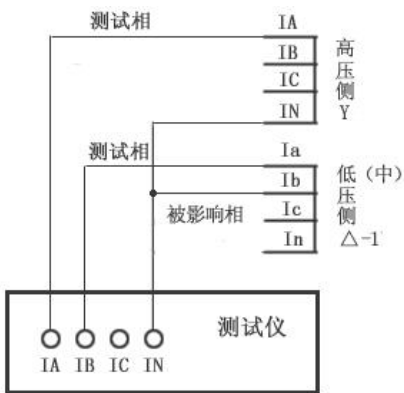 测试相 IA
IB
IC
IN
高压侧Y
测试相 Ia
Ib
被影响相 Ic
In
低（中）压侧△-1
测试仪
IA IB IC IN